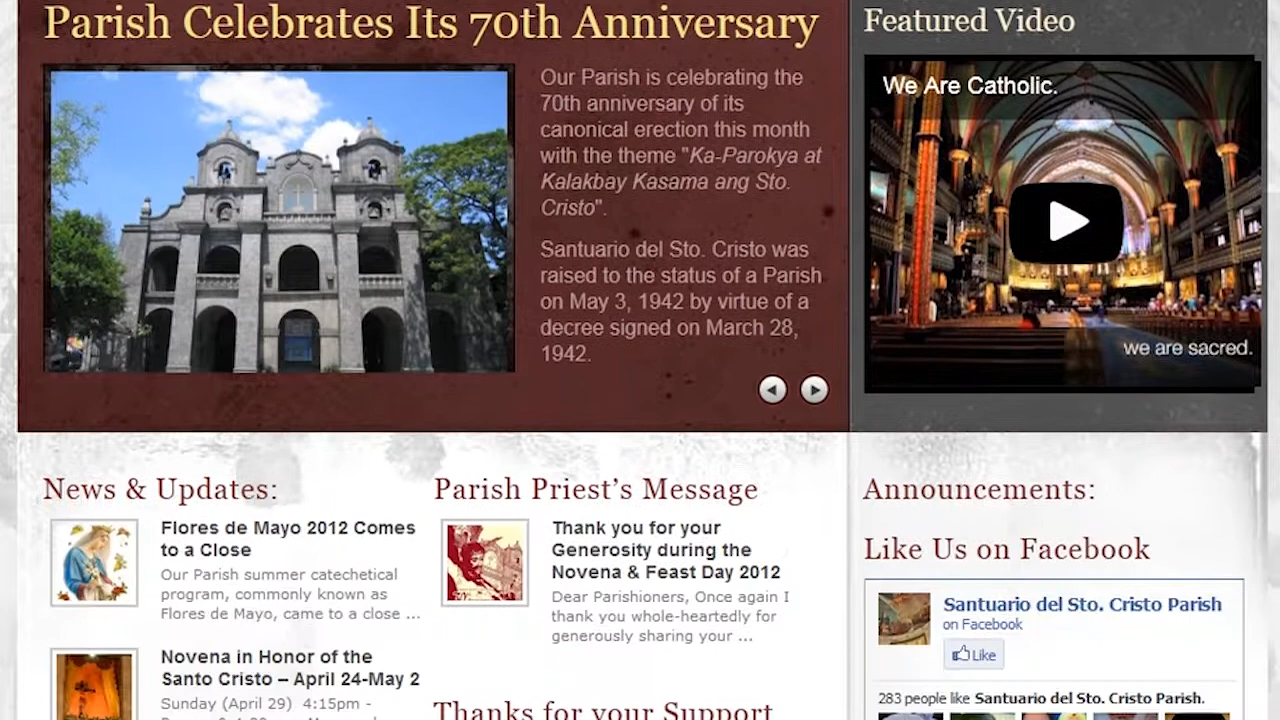 Parish Celebrates Its 70th Anniversary
Our Parish is celebrating the
70th anniversary of its
canonical erection this month
with the theme "Ka-Parokya at
Kalakbay Kasama ang Sto.
Cristo".
Santuario del Sto. Cristo was
raised to the status of a Parish
on May 3, 1942 by virtue of a
decree signed on March 28,
1942.
Featured Video
We Are Catholic.
we are sacred.
News & Updates:
Flores de Mayo 2012 Comes
to a Close
Our Parish summer catechetical
program, commonly known as
Flores de Mayo, came to a close ...
Novena in Honor of the
Santo Cristo – April 24-May 2
Sunday (April 29)  4:15pm -
Parish Priest’s Message
Thank you for your
Generosity during the
Novena & Feast Day 2012
Dear Parishioners, Once again I
thank you whole-heartedly for
generously sharing your ...
Thanks for your Support
Announcements:
Like Us on Facebook
Santuario del Sto. Cristo Parish
on Facebook
Like
283 people like Santuario del Sto. Cristo Parish.